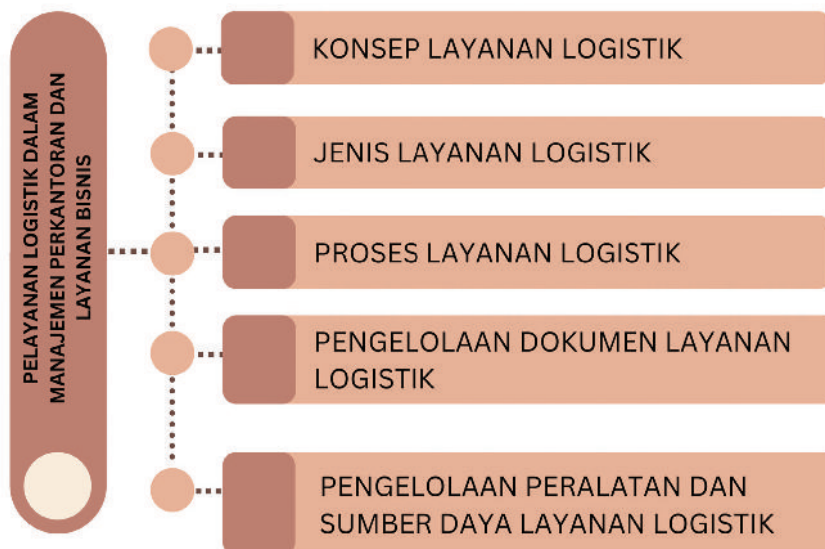 PELAYANAN LOGISTIK DALAM
MANAJEMEN PERKANTORAN DAN
LAYANAN BISNIS
KONSEP LAYANAN LOGISTIK
JENIS LAYANAN LOGISTIK
PROSES LAYANAN LOGISTIK
PENGELOLAAN DOKUMEN LAYANAN
LOGISTIK
PENGELOLAAN PERALATAN DAN
SUMBER DAYA LAYANAN LOGISTIK